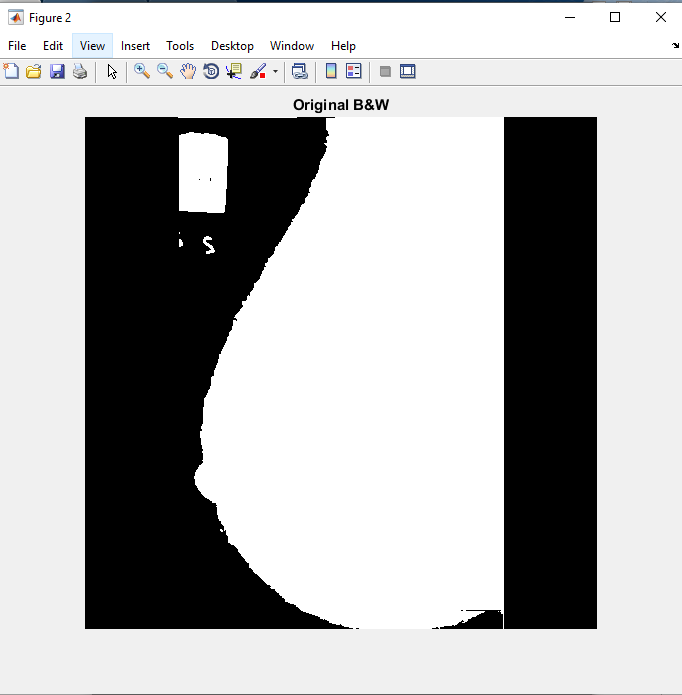 Figure 2
File Edit View Insert Tools Desktop Window Help
Original B&W
S